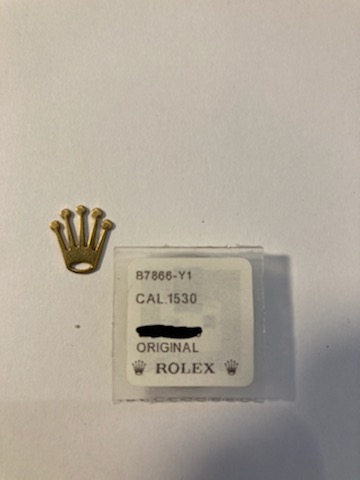 B7866-Y1
CAL.1530
ORIGINAL
ROLEX